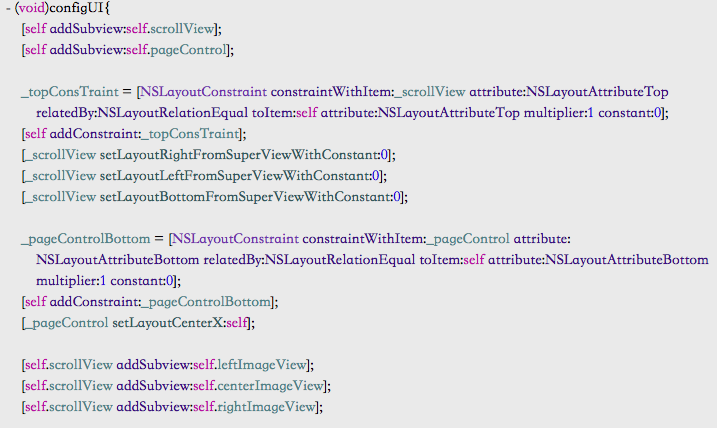 - (void)configUI{
[self addSubview:self.scrollView];
[self addSubview:self.pageControl];
_topConsTraint = [NSLayoutConstraint constraintWithItem:_scrollView attribute:NSLayoutAttributeTop
relatedBy:NSLayoutRelationEqual toItem:self attribute:NSLayoutAttributeTop multiplier:1 constant:0];
[self addConstraint:_topConsTraint];
[_scrollView setLayoutRightFromSuperViewWithConstant:0];
[_scrollView setLayoutLeftFromSuperViewWithConstant:0];
[_scrollView setLayoutBottomFromSuperViewWithConstant:0];
_pageControlBottom = [NSLayoutConstraint constraintWithItem:_pageControl attribute:
NSLayoutAttributeBottom relatedBy:NSLayoutRelationEqual toItem:self attribute:NSLayoutAttributeBottom
multiplier:1 constant:0];
[self addConstraint:_pageControlBottom];
[_pageControl setLayoutCenterX:self];
[self.scrollView addSubview:self.leftImageView];
[self.scrollView addSubview:self.centerImageView];
[self.scrollView addSubview:self.rightImageView];